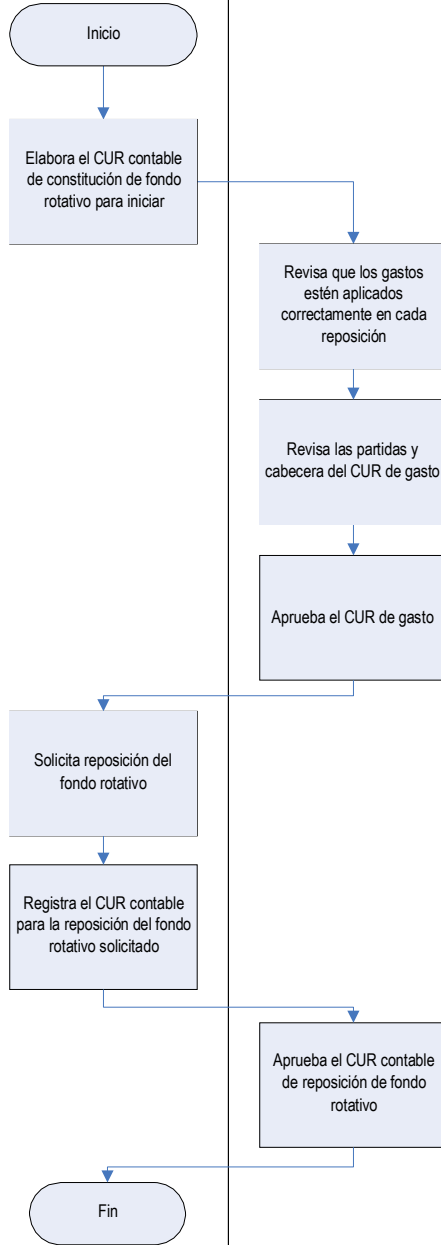 Inicio
Elabora el CUR contable
de constitución de fondo
rotativo para iniciar
Revisa que los gastos
estén aplicados
correctamente en cada
reposición
Revisa las partidas y
cabecera del CUR de gasto
Aprueba el CUR de gasto
Solicita reposición del
fondo rotativo
Registra el CUR contable
para la reposición del fondo
rotativo solicitado
Aprueba el CUR contable
de reposición de fondo
rotativo
Fin